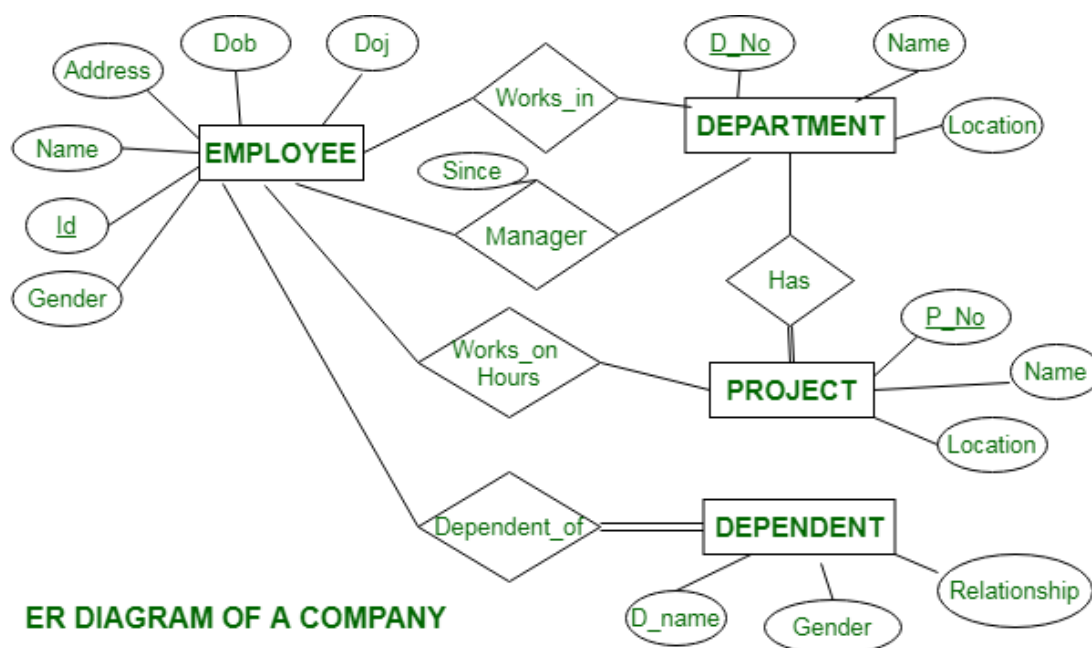 Dob
Doj
D_No
Name
Address
Works_in
EMPLOYEE
DEPARTMENT
Location
Name
Since
Id
Manager
Gender
Has
P_No
Works_on
Hours
PROJECT
Name
Location
Dependent_of
DEPENDENT
Relationship
D_name
Gender
ER DIAGRAM OF A COMPANY